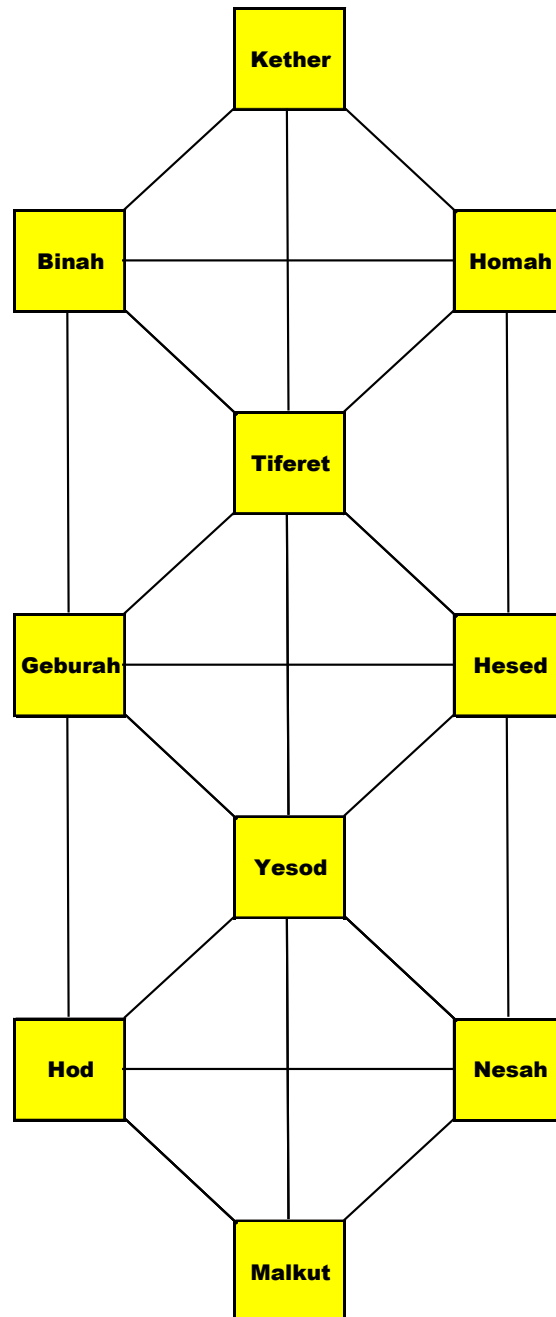 Kether
Binah
Homah
Tiferet
Geburah
Hesed
Yesod
Hod
Nesah
Malkut